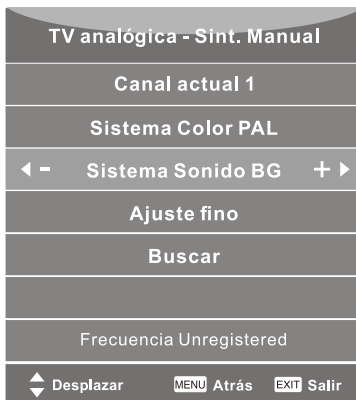 TV analógica - Sint. Manual
Canal actual 1
Sistema Color PAL
- Sistema Sonido BG +
Ajuste fino
Buscar
Frecuencia Unregistered
Desplazar MENU Atrás EXIT Salir